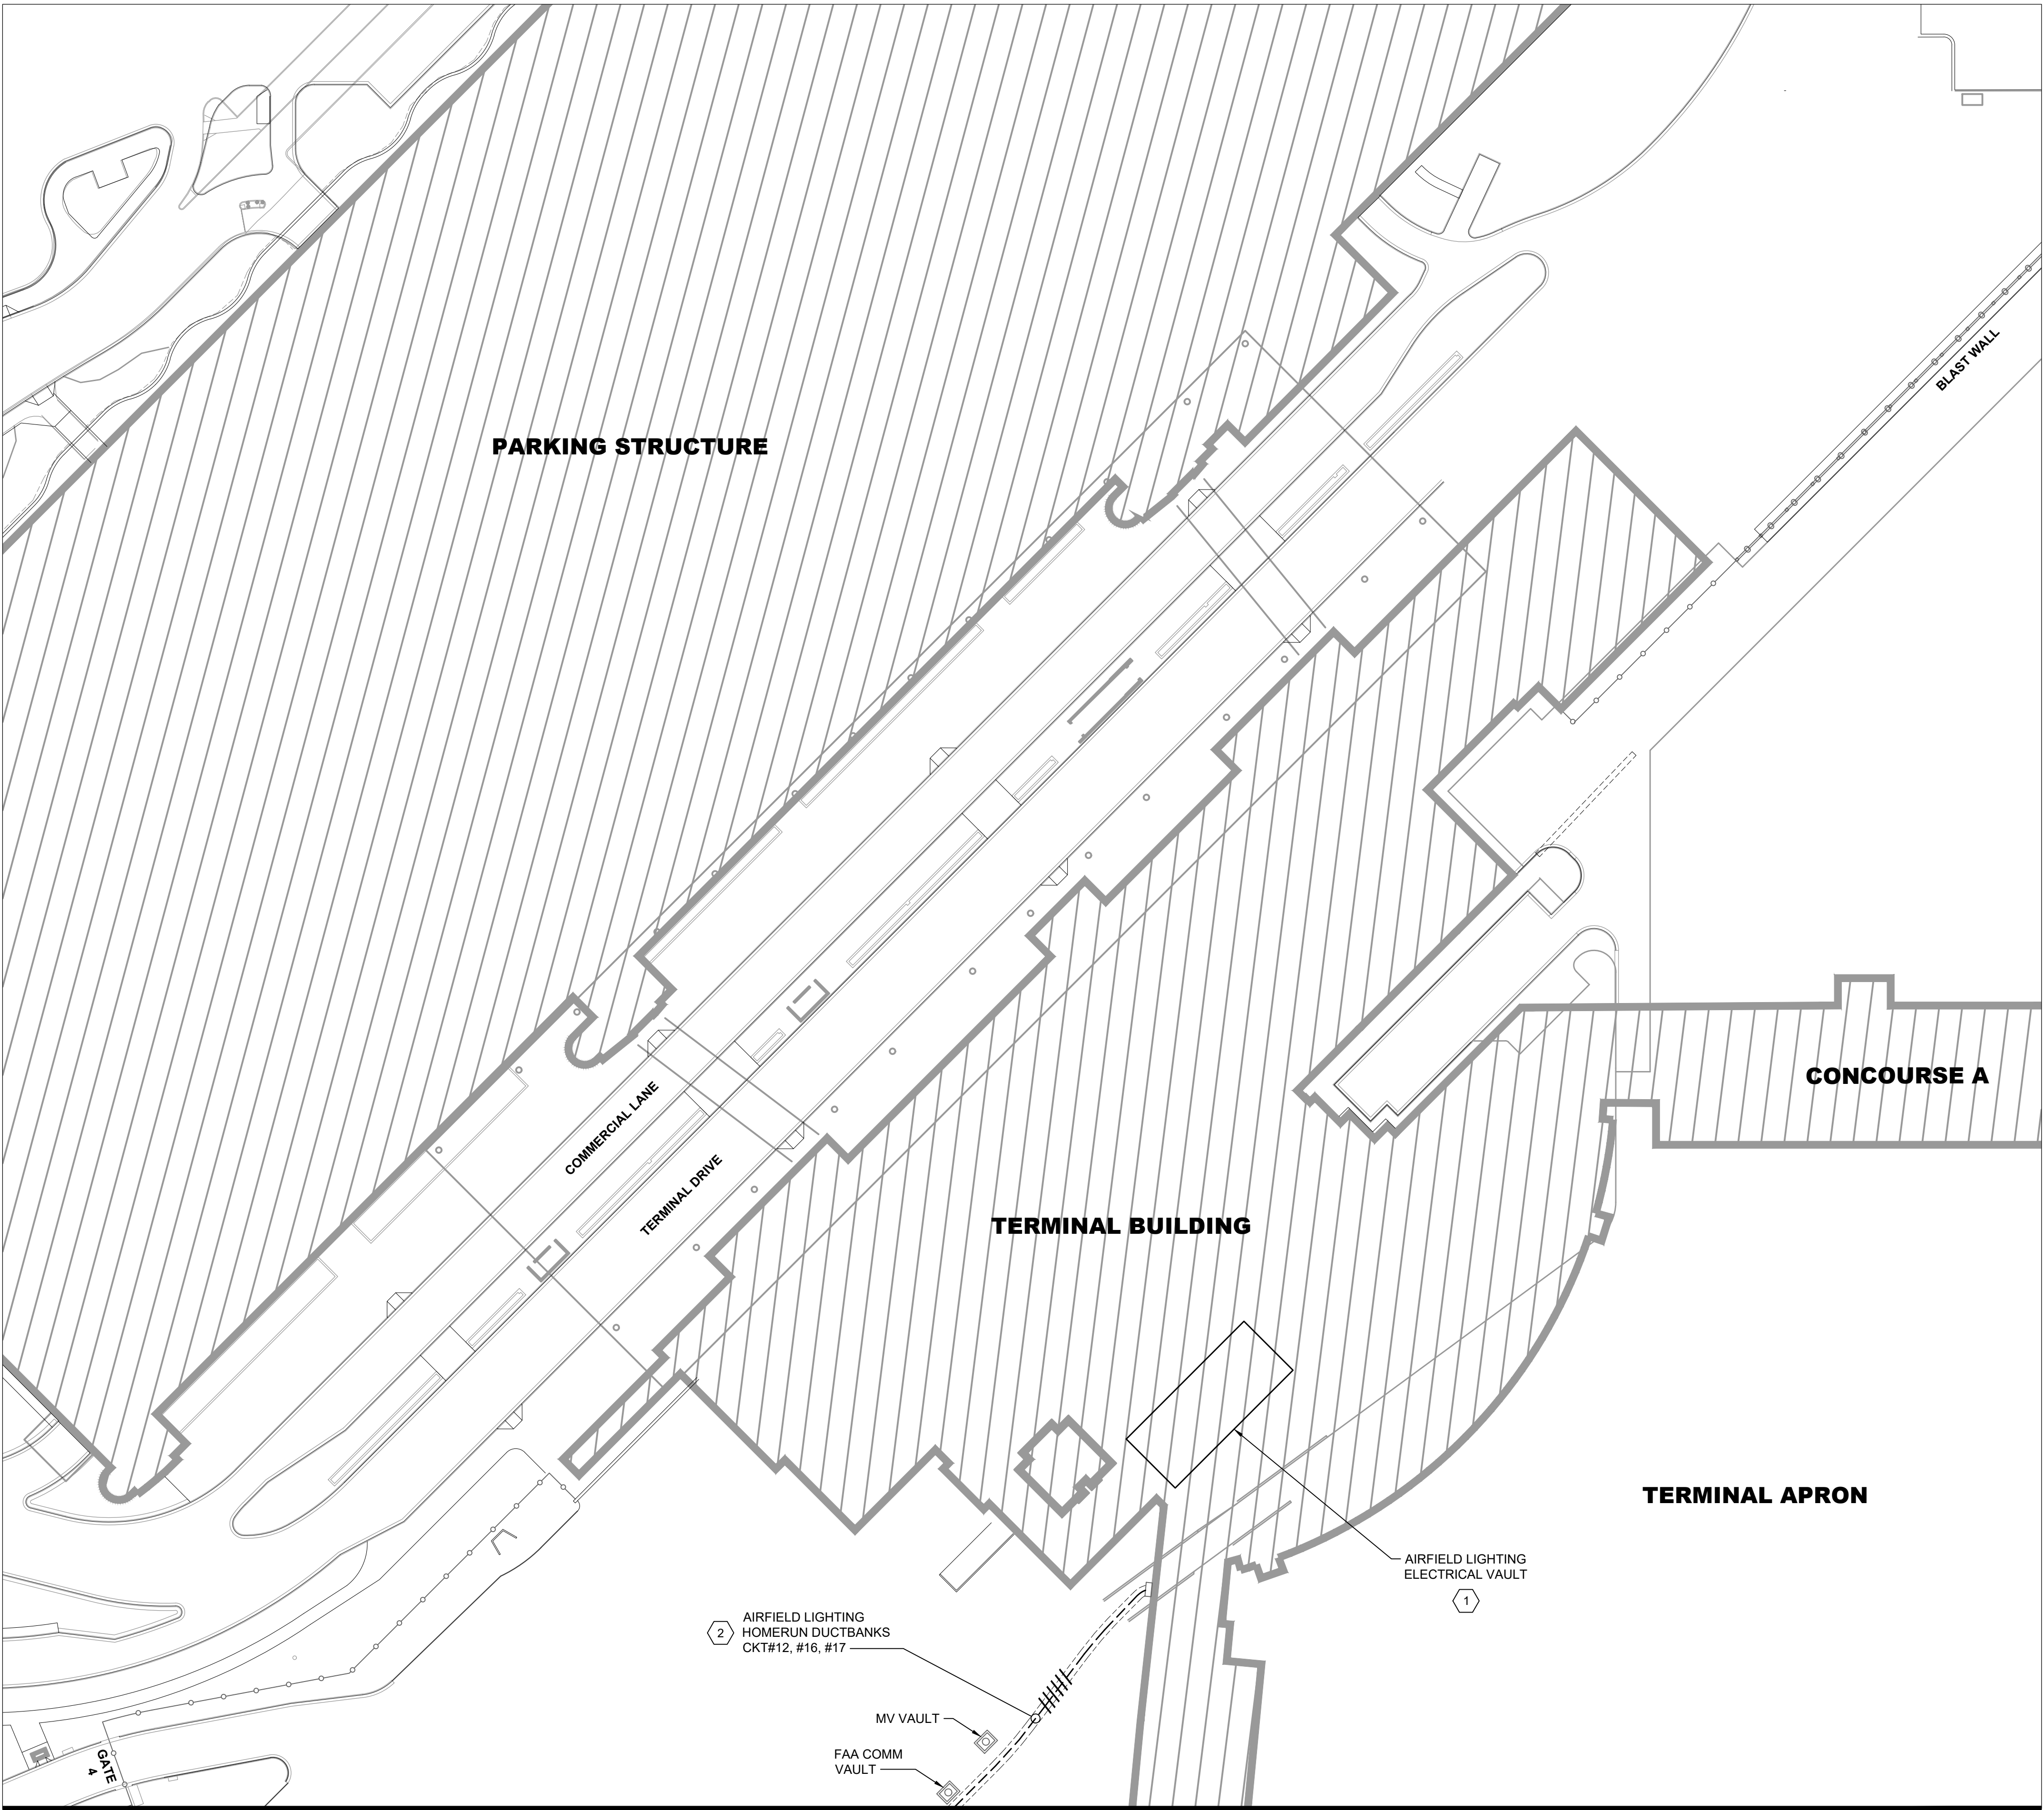 PARKING STRUCTURE
BLAST WALL
COMMERCIAL LANE
TERMINAL DRIVE
CONCOURSE A
TERMINAL BUILDING
TERMINAL APRON
AIRFIELD LIGHTING
ELECTRICAL VAULT
1
2
AIRFIELD LIGHTING
HOMERUN DUCTBANKS
CKT#12, #16, #17
MV VAULT
FAA COMM
VAULT
GATE
4